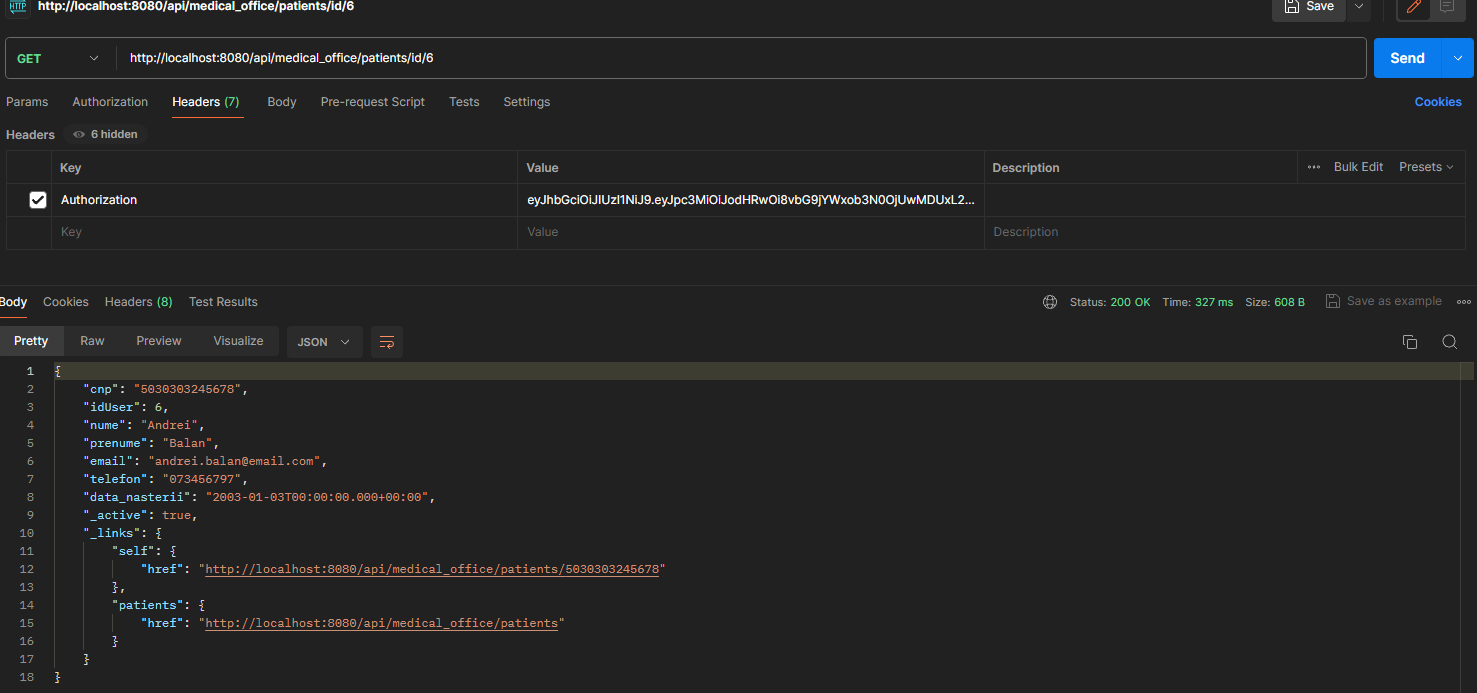 HTTP http://localhost:8080/api/medical_office/patients/id/6 Save
GET http://localhost:8080/api/medical_office/patients/id/6 Send
Params Authorization Headers (7) Body Pre-request Script Tests Settings Cookies
Headers 6 hidden
Key Value Description ••• Bulk Edit Presets
Authorization eyJhbGciOiJIUzI1NiJ9.eyJpc3MiOiJodHRwOi8vbG9jYWxob3N0OjUwMDUxL2...
Key Value Description
Body Cookies Headers (8) Test Results Status: 200 OK Time: 327 ms Size: 608 B Save as example •••
Pretty Raw Preview Visualize JSON
1 {
2 "cnp": "5030303245678",
3 "idUser": 6,
4 "nume": "Andrei",
5 "prenume": "Balan",
6 "email": "andrei.balan@email.com",
7 "telefon": "073456797",
8 "data_nasterii": "2003-01-03T00:00:00.000+00:00",
9 "_active": true,
10 "_links": {
11 "self": {
12 "href": "http://localhost:8080/api/medical_office/patients/5030303245678"
13 },
14 "patients": {
15 "href": "http://localhost:8080/api/medical_office/patients"
16 }
17 }
18 }